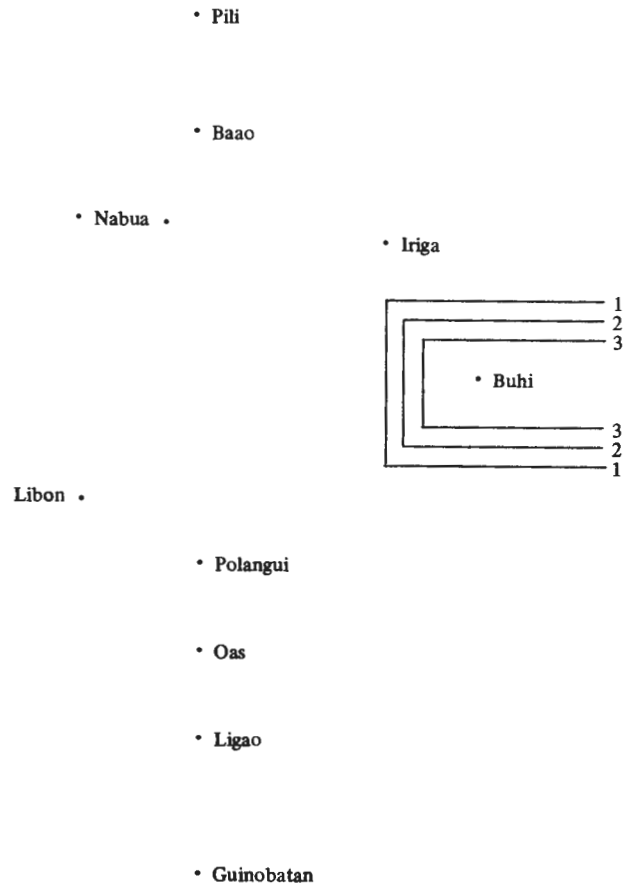 Pili
Baao
Nabua
Iriga
1
2
3
Buhi
3
2
1
Libon
Polangui
Oas
Ligao
Guinobatan